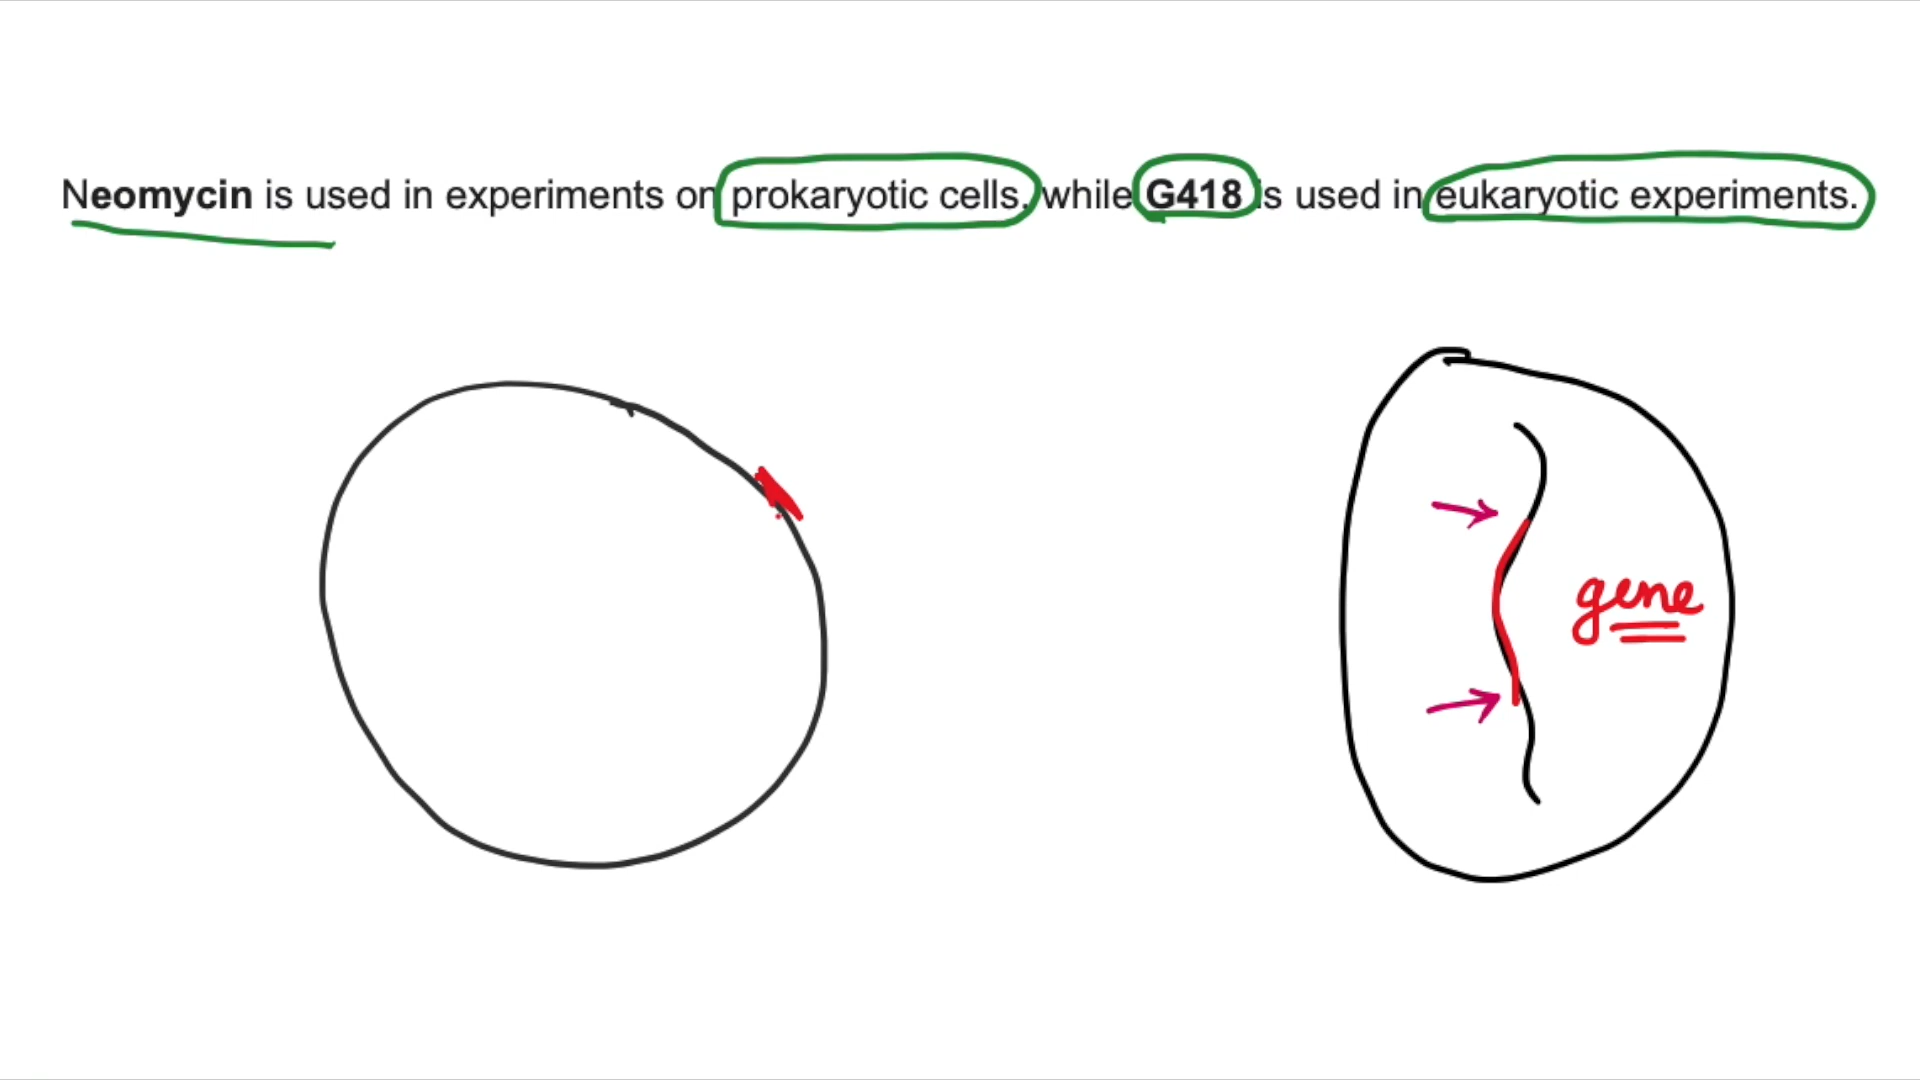 Neomycin is used in experiments on prokaryotic cells, while G418 is used in eukaryotic experiments.
gene